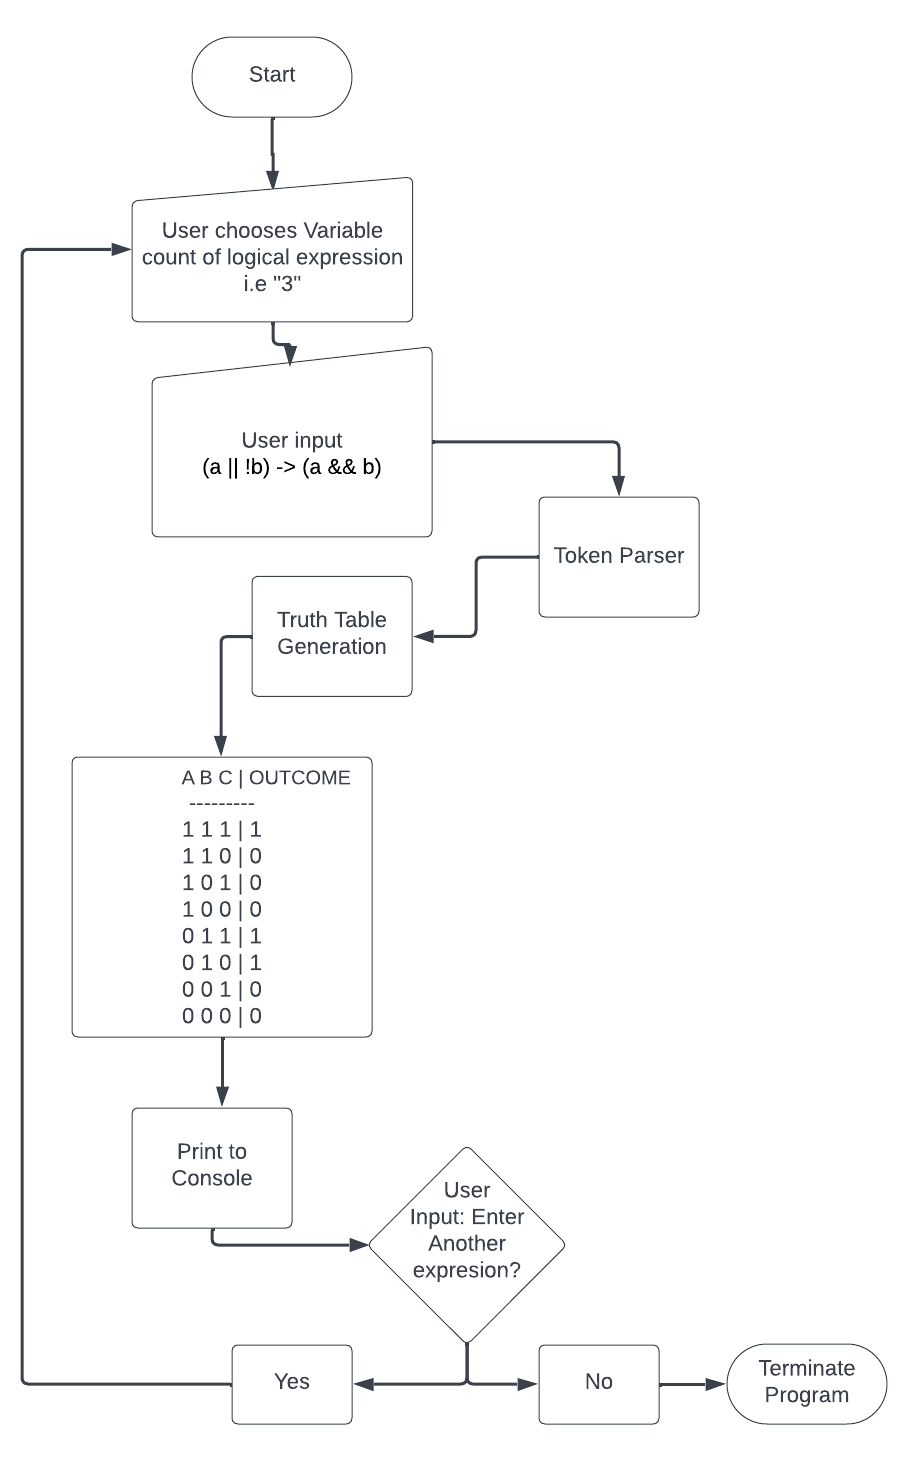 Start
User chooses Variable
count of logical expression
i.e "3"
User input
(a || !b) -> (a && b)
Token Parser
Truth Table
Generation
A B C | OUTCOME
---------
1 1 1 | 1
1 1 0 | 0
1 0 1 | 0
1 0 0 | 0
0 1 1 | 1
0 1 0 | 1
0 0 1 | 0
0 0 0 | 0
Print to
Console
User
Input: Enter
Another
expresion?
Yes
No
Terminate
Program